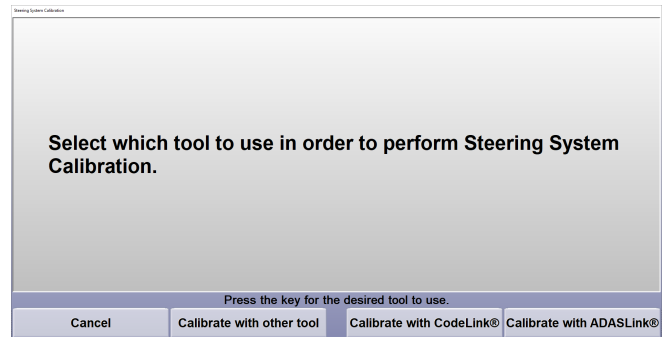 Steering System Calibration
Select which tool to use in order to perform Steering System
Calibration.
Press the key for the desired tool to use.
Cancel
Calibrate with other tool
Calibrate with CodeLink®
Calibrate with ADASLink®